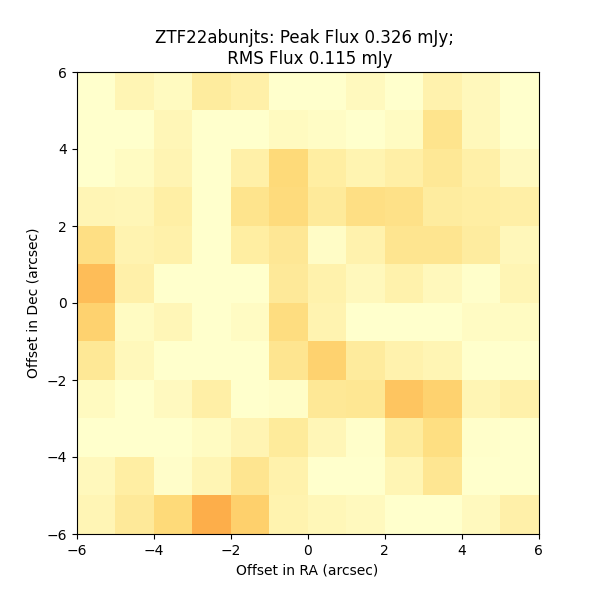 ZTF22abunjts: Peak Flux 0.326 mJy;
RMS Flux 0.115 mJy
6
4
2
0
−2
−4
−6
Offset in Dec (arcsec)
−6 −4 −2 0 2 4 6
Offset in RA (arcsec)